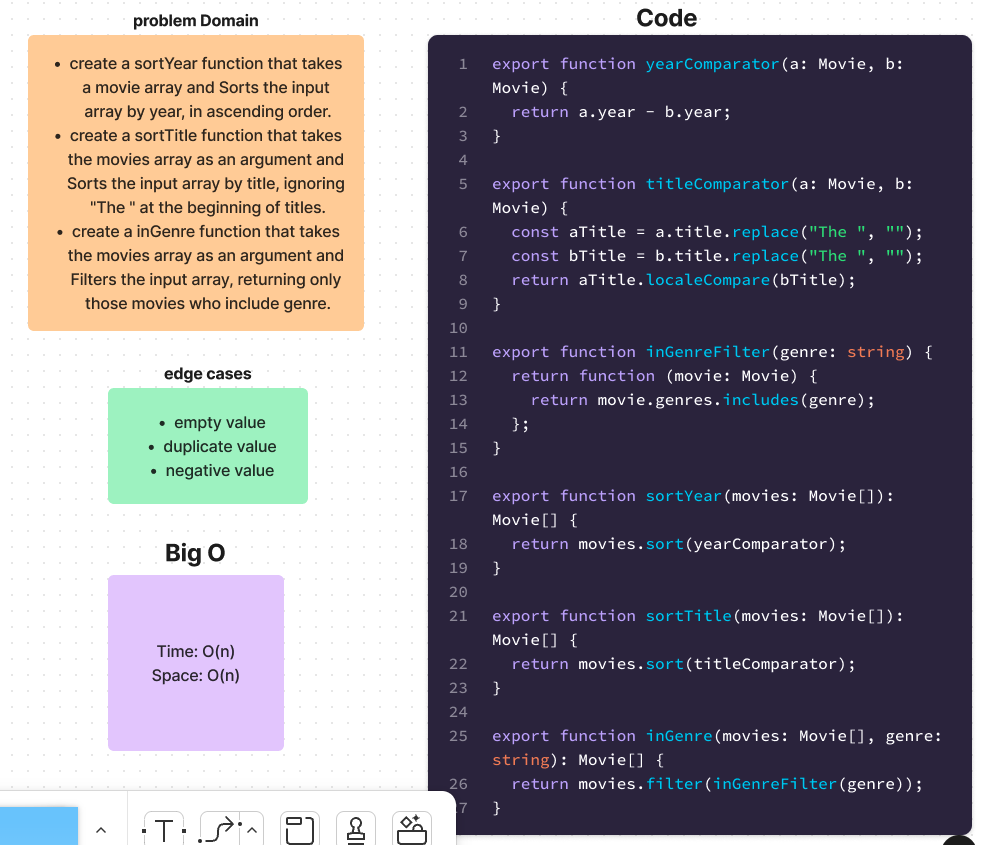 problem Domain
• create a sortYear function that takes
a movie array and Sorts the input
array by year, in ascending order.
• create a sortTitle function that takes
the movies array as an argument and
Sorts the input array by title, ignoring
"The " at the beginning of titles.
• create a inGenre function that takes
the movies array as an argument and
Filters the input array, returning only
those movies who include genre.
edge cases
• empty value
• duplicate value
• negative value
Big O
Time: O(n)
Space: O(n)
Code
1 export function yearComparator(a: Movie, b:
Movie) {
2   return a.year - b.year;
3 }
4
5 export function titleComparator(a: Movie, b:
Movie) {
6   const aTitle = a.title.replace("The ", "");
7   const bTitle = b.title.replace("The ", "");
8   return aTitle.localeCompare(bTitle);
9 }
10
11 export function inGenreFilter(genre: string) {
12   return function (movie: Movie) {
13     return movie.genres.includes(genre);
14   };
15 }
16
17 export function sortYear(movies: Movie[]):
Movie[] {
18   return movies.sort(yearComparator);
19 }
20
21 export function sortTitle(movies: Movie[]):
Movie[] {
22   return movies.sort(titleComparator);
23 }
24
25 export function inGenre(movies: Movie[], genre:
string): Movie[] {
26   return movies.filter(inGenreFilter(genre));
7 }
T